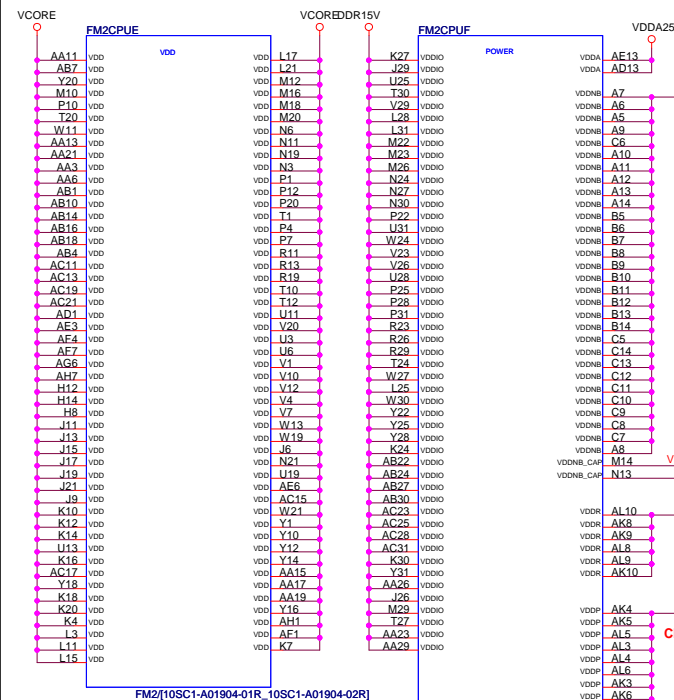 VCORE VCORE DDR15V VDDA25
FM2CPUE FM2CPUF
VDD POWER
AA11 VDD VDD L17 K27 VDDIO VDDA AE13
AB7 VDD VDD L21 J29 VDDIO VDDA AD13
Y20 VDD VDD M12 U25 VDDIO
M10 VDD VDD M16 T30 VDDIO VDDNB A7
P10 VDD VDD M18 V29 VDDIO VDDNB A6
T20 VDD VDD M20 L28 VDDIO VDDNB A5
W11 VDD VDD N6 L31 VDDIO VDDNB A9
AA13 VDD VDD N11 M22 VDDIO VDDNB C6
AA21 VDD VDD N19 M23 VDDIO VDDNB A10
AA3 VDD VDD N3 M26 VDDIO VDDNB A11
AA6 VDD VDD P1 N24 VDDIO VDDNB A12
AB1 VDD VDD P12 N27 VDDIO VDDNB A13
AB10 VDD VDD P20 N30 VDDIO VDDNB A14
AB14 VDD VDD T1 P22 VDDIO VDDNB B5
AB16 VDD VDD P4 U31 VDDIO VDDNB B6
AB18 VDD VDD P7 W24 VDDIO VDDNB B7
AB4 VDD VDD R11 V23 VDDIO VDDNB B8
AC11 VDD VDD R13 V26 VDDIO VDDNB B9
AC13 VDD VDD R19 U28 VDDIO VDDNB B10
AC19 VDD VDD T10 P25 VDDIO VDDNB B11
AC21 VDD VDD T12 P28 VDDIO VDDNB B12
AD1 VDD VDD U11 P31 VDDIO VDDNB B13
AE3 VDD VDD V20 R23 VDDIO VDDNB B14
AF4 VDD VDD U3 R26 VDDIO VDDNB C5
AF7 VDD VDD U6 R29 VDDIO VDDNB C14
AG6 VDD VDD V1 T24 VDDIO VDDNB C13
AH7 VDD VDD V10 W27 VDDIO VDDNB C12
H12 VDD VDD V12 L25 VDDIO VDDNB C11
H14 VDD VDD V4 W30 VDDIO VDDNB C10
H8 VDD VDD V7 Y22 VDDIO VDDNB C9
J11 VDD VDD W13 Y25 VDDIO VDDNB C8
J13 VDD VDD W19 Y28 VDDIO VDDNB C7
J15 VDD VDD J6 K24 VDDIO VDDNB A8
J17 VDD VDD N21 AB22 VDDIO VDDNB_CAP M14 V
J19 VDD VDD U19 AB24 VDDIO VDDNB_CAP N13
J21 VDD VDD AE6 AB27 VDDIO
J9 VDD VDD AC15 AB30 VDDIO
K10 VDD VDD W21 AC23 VDDIO VDDR AL10
K12 VDD VDD Y1 AC25 VDDIO VDDR AK8
K14 VDD VDD Y10 AC28 VDDIO VDDR AK9
U13 VDD VDD Y12 AC31 VDDIO VDDR AL8
K16 VDD VDD Y14 K30 VDDIO VDDR AL9
AC17 VDD VDD AA15 Y31 VDDIO VDDR AK10
Y18 VDD VDD AA17 AA26 VDDIO
K18 VDD VDD AA19 J26 VDDIO
K20 VDD VDD Y16 M29 VDDIO VDDP AK4
K4 VDD VDD AH1 T27 VDDIO VDDP AK5
L3 VDD VDD AF1 AA23 VDDIO VDDP AL5 C
L11 VDD VDD K7 AA29 VDDIO VDDP AL3
L15 VDD VDDP AL4
VDDP AL6
VDDP AK3
FM2/[10SC1-A01904-01R_10SC1-A01904-02R] VDDP AK6